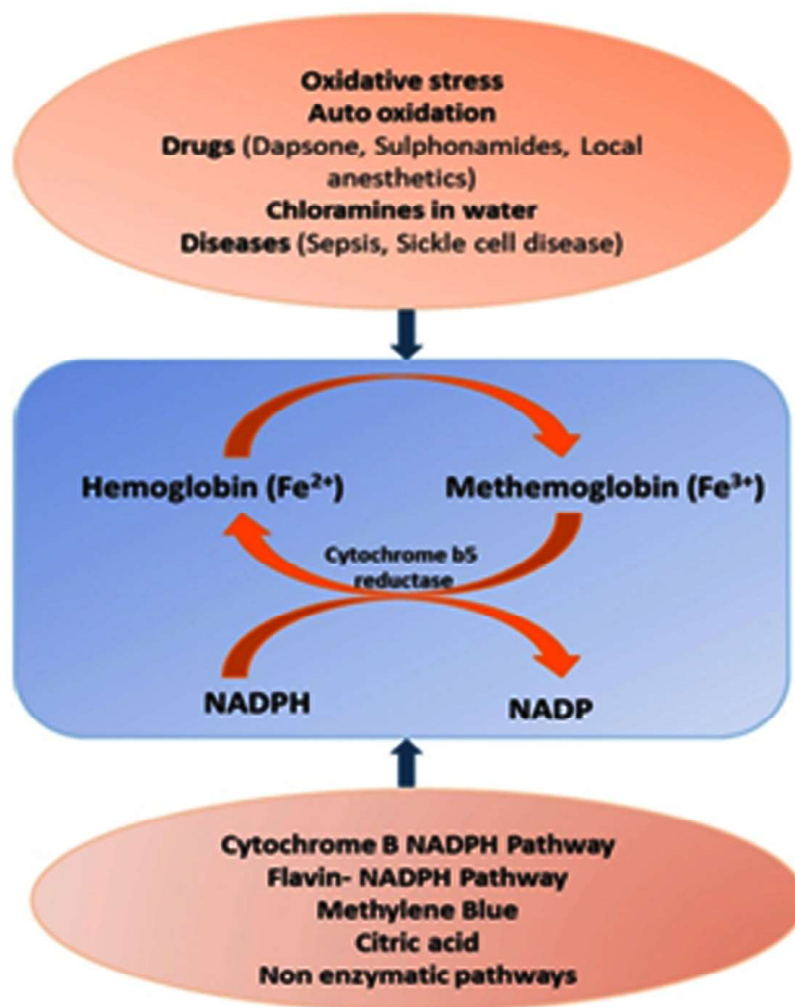 Oxidative stress
Auto oxidation
Drugs (Dapsone, Sulphonamides, Local
anesthetics)
Chloramines in water
Diseases (Sepsis, Sickle cell disease)
Hemoglobin (Fe²⁺)
Methemoglobin (Fe³⁺)
Cytochrome b5
reductase
NADPH
NADP
Cytochrome B NADPH Pathway
Flavin- NADPH Pathway
Methylene Blue
Citric acid
Non enzymatic pathways